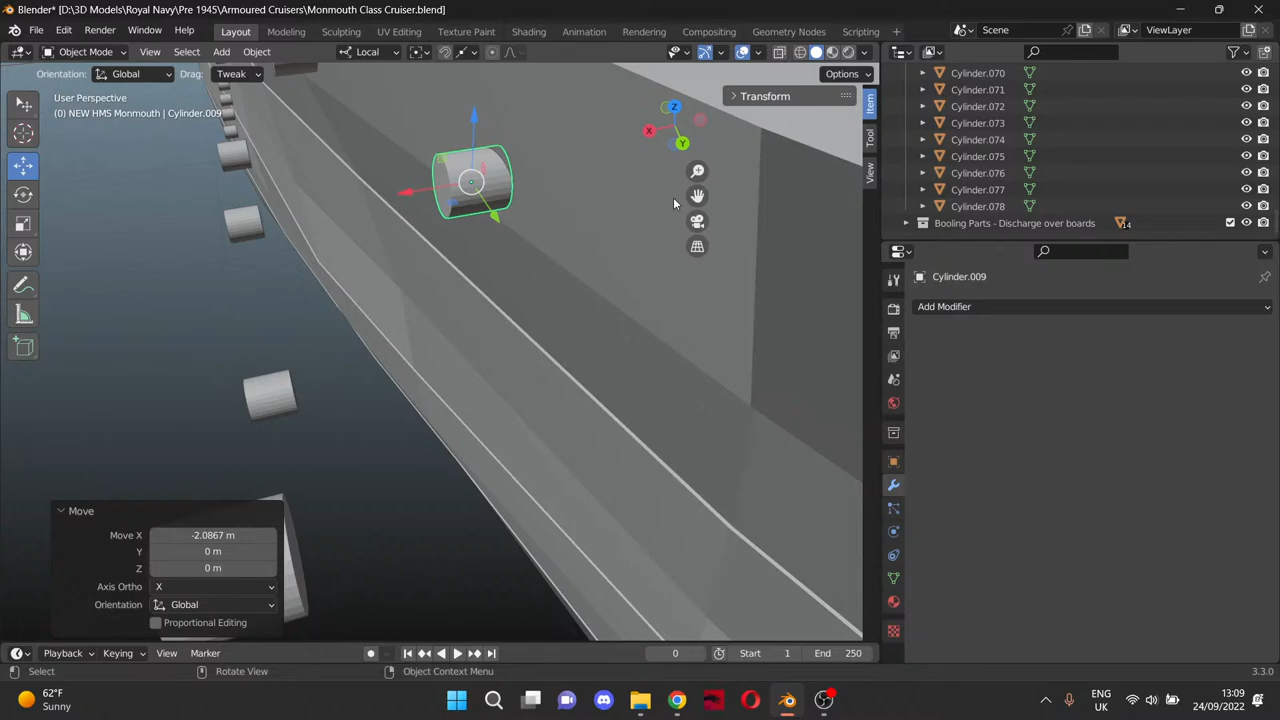 Blender* [D:\3D Models\Royal Navy\Pre 1945\Armoured Cruisers\Monmouth Class Cruiser.blend]
File Edit Render Window Help Layout Modeling Sculpting UV Editing Texture Paint Shading Animation Rendering Compositing Geometry Nodes Scripting Scene ViewLayer
Object Mode View Select Add Object Local
Orientation: Global Drag: Tweak Options
User Perspective
(0) NEW HMS Monmouth | Cylinder.009
Transform
Item
Tool
View
Z
X
Y
Cylinder.070
Cylinder.071
Cylinder.072
Cylinder.073
Cylinder.074
Cylinder.075
Cylinder.076
Cylinder.077
Cylinder.078
Booling Parts - Discharge over boards 14
Cylinder.009
Add Modifier
Move
Move X -2.0867 m
Y 0 m
Z 0 m
Axis Ortho X
Orientation Global
Proportional Editing
Playback Keying View Marker 0 Start 1 End 250
Select Rotate View Object Context Menu 3.3.0
62°F
Sunny
ENG
UK
13:09
24/09/2022